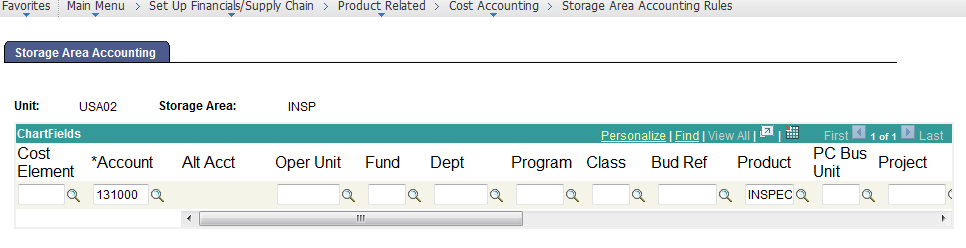 Favorites Main Menu > Set Up Financials/Supply Chain > Product Related > Cost Accounting > Storage Area Accounting Rules
Storage Area Accounting
Unit: USA02 Storage Area: INSP
ChartFields Personalize | Find | View All | | First 1 of 1 Last
Cost Element *Account Alt Acct Oper Unit Fund Dept Program Class Bud Ref Product PC Bus Unit Project
131000 INSPEC